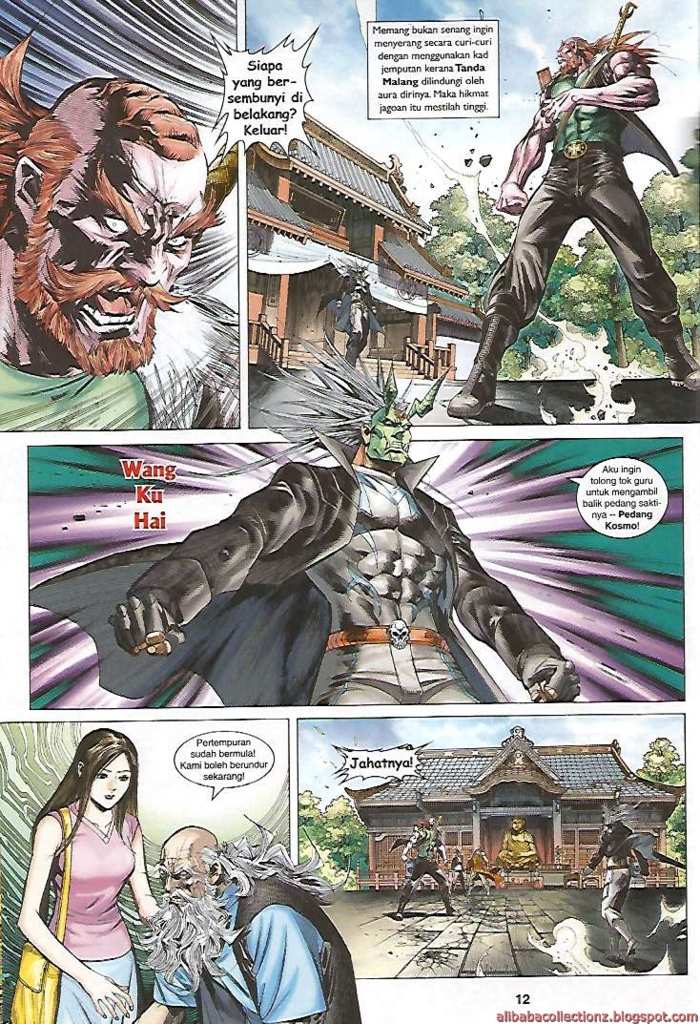 Siapa
yang ber-
sembunyi di
belakang?
Keluar!
Memang bukan senang ingin
menyerang secara curi-curi
dengan menggunakan kad
jemputan kerana Tanda
Malang dilindungi oleh
aura dirinya. Maka hikmat
jagoan itu mestilah tinggi.
Wang
Ku
Hai
Aku ingin
tolong tok guru
untuk mengambil
balik pedang sakti-
nya -- Pedang
Kosmo!
Pertempuran
sudah bermula!
Kami boleh berundur
sekarang!
Jahatnya!
12
alibabacollectionz.blogspot.com